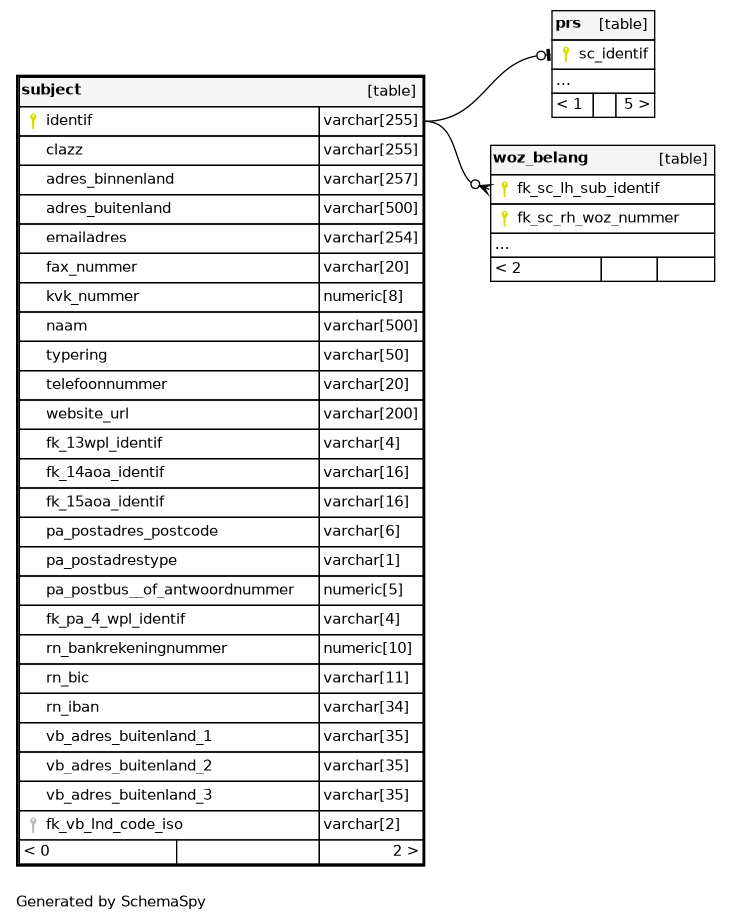 prs [table]
sc_identif
...
< 1 5 >
subject [table]
identif varchar[255]
clazz varchar[255]
adres_binnenland varchar[257]
adres_buitenland varchar[500]
emailadres varchar[254]
fax_nummer varchar[20]
kvk_nummer numeric[8]
naam varchar[500]
typering varchar[50]
telefoonnummer varchar[20]
website_url varchar[200]
fk_13wpl_identif varchar[4]
fk_14aoa_identif varchar[16]
fk_15aoa_identif varchar[16]
pa_postadres_postcode varchar[6]
pa_postadrestype varchar[1]
pa_postbus__of_antwoordnummer numeric[5]
fk_pa_4_wpl_identif varchar[4]
rn_bankrekeningnummer numeric[10]
rn_bic varchar[11]
rn_iban varchar[34]
vb_adres_buitenland_1 varchar[35]
vb_adres_buitenland_2 varchar[35]
vb_adres_buitenland_3 varchar[35]
fk_vb_lnd_code_iso varchar[2]
< 0 2 >
woz_belang [table]
fk_sc_lh_sub_identif
fk_sc_rh_woz_nummer
...
< 2
Generated by SchemaSpy